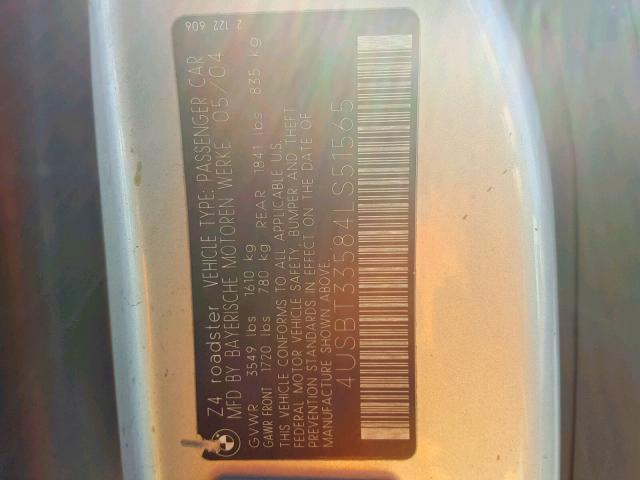 2 122 606
Z4 roadster VEHICLE TYPE: PASSENGER CAR
MFD BY BAYERISCHE MOTOREN WERKE 05/04
GVWR 3549 lbs 1610 kg
GAWR FRONT 1720 lbs 780 kg REAR 1841 lbs 835 kg
THIS VEHICLE CONFORMS TO ALL APPLICABLE U.S.
FEDERAL MOTOR VEHICLE SAFETY, BUMPER AND THEFT
PREVENTION STANDARDS IN EFFECT ON THE DATE OF
MANUFACTURE SHOWN ABOVE.
4USBT33584LS51565